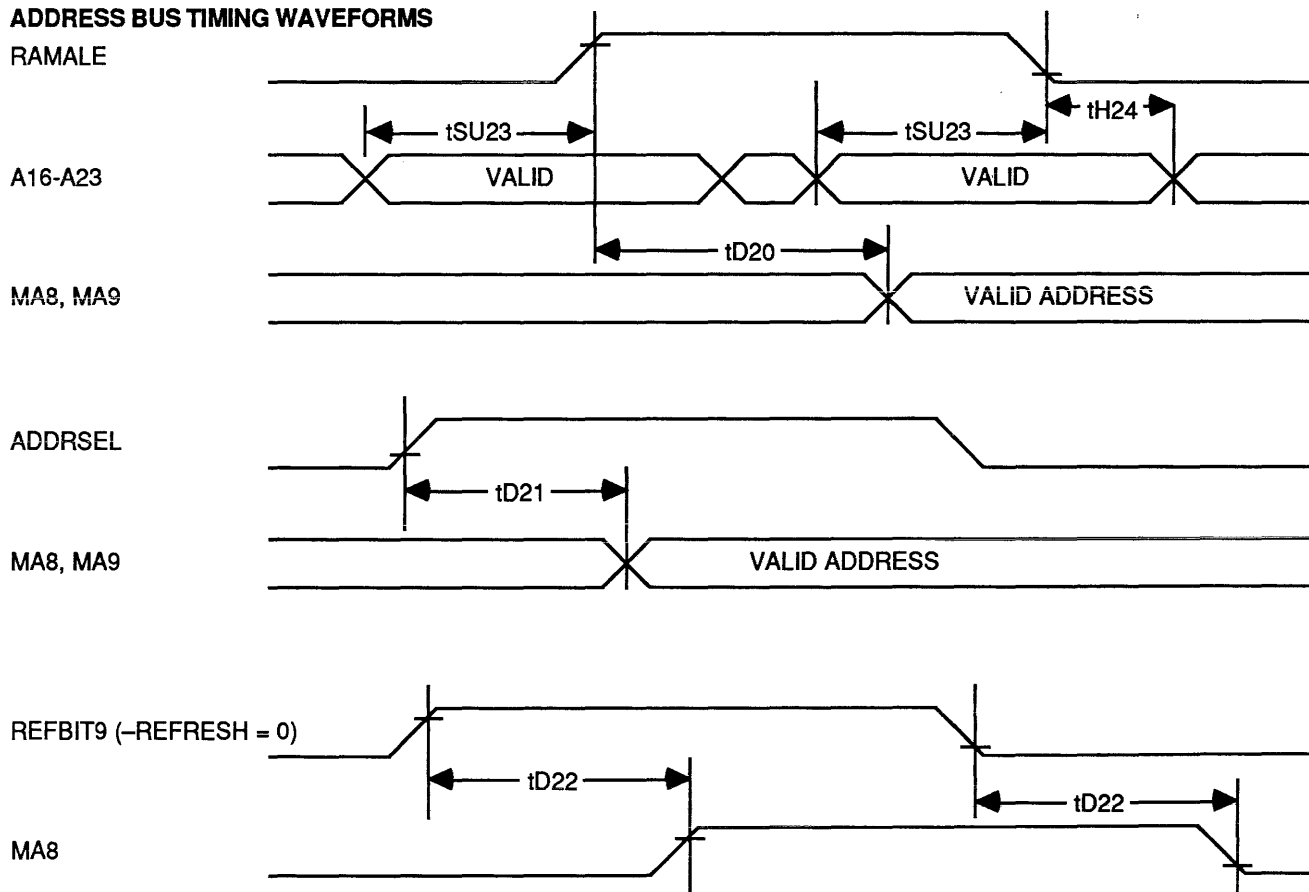 ADDRESS BUS TIMING WAVEFORMS
RAMALE
tH24
tSU23
tSU23
A16-A23
VALID
VALID
tD20
MA8, MA9
VALID ADDRESS
ADDRSEL
tD21
MA8, MA9
VALID ADDRESS
REFBIT9 (–REFRESH = 0)
tD22
tD22
MA8